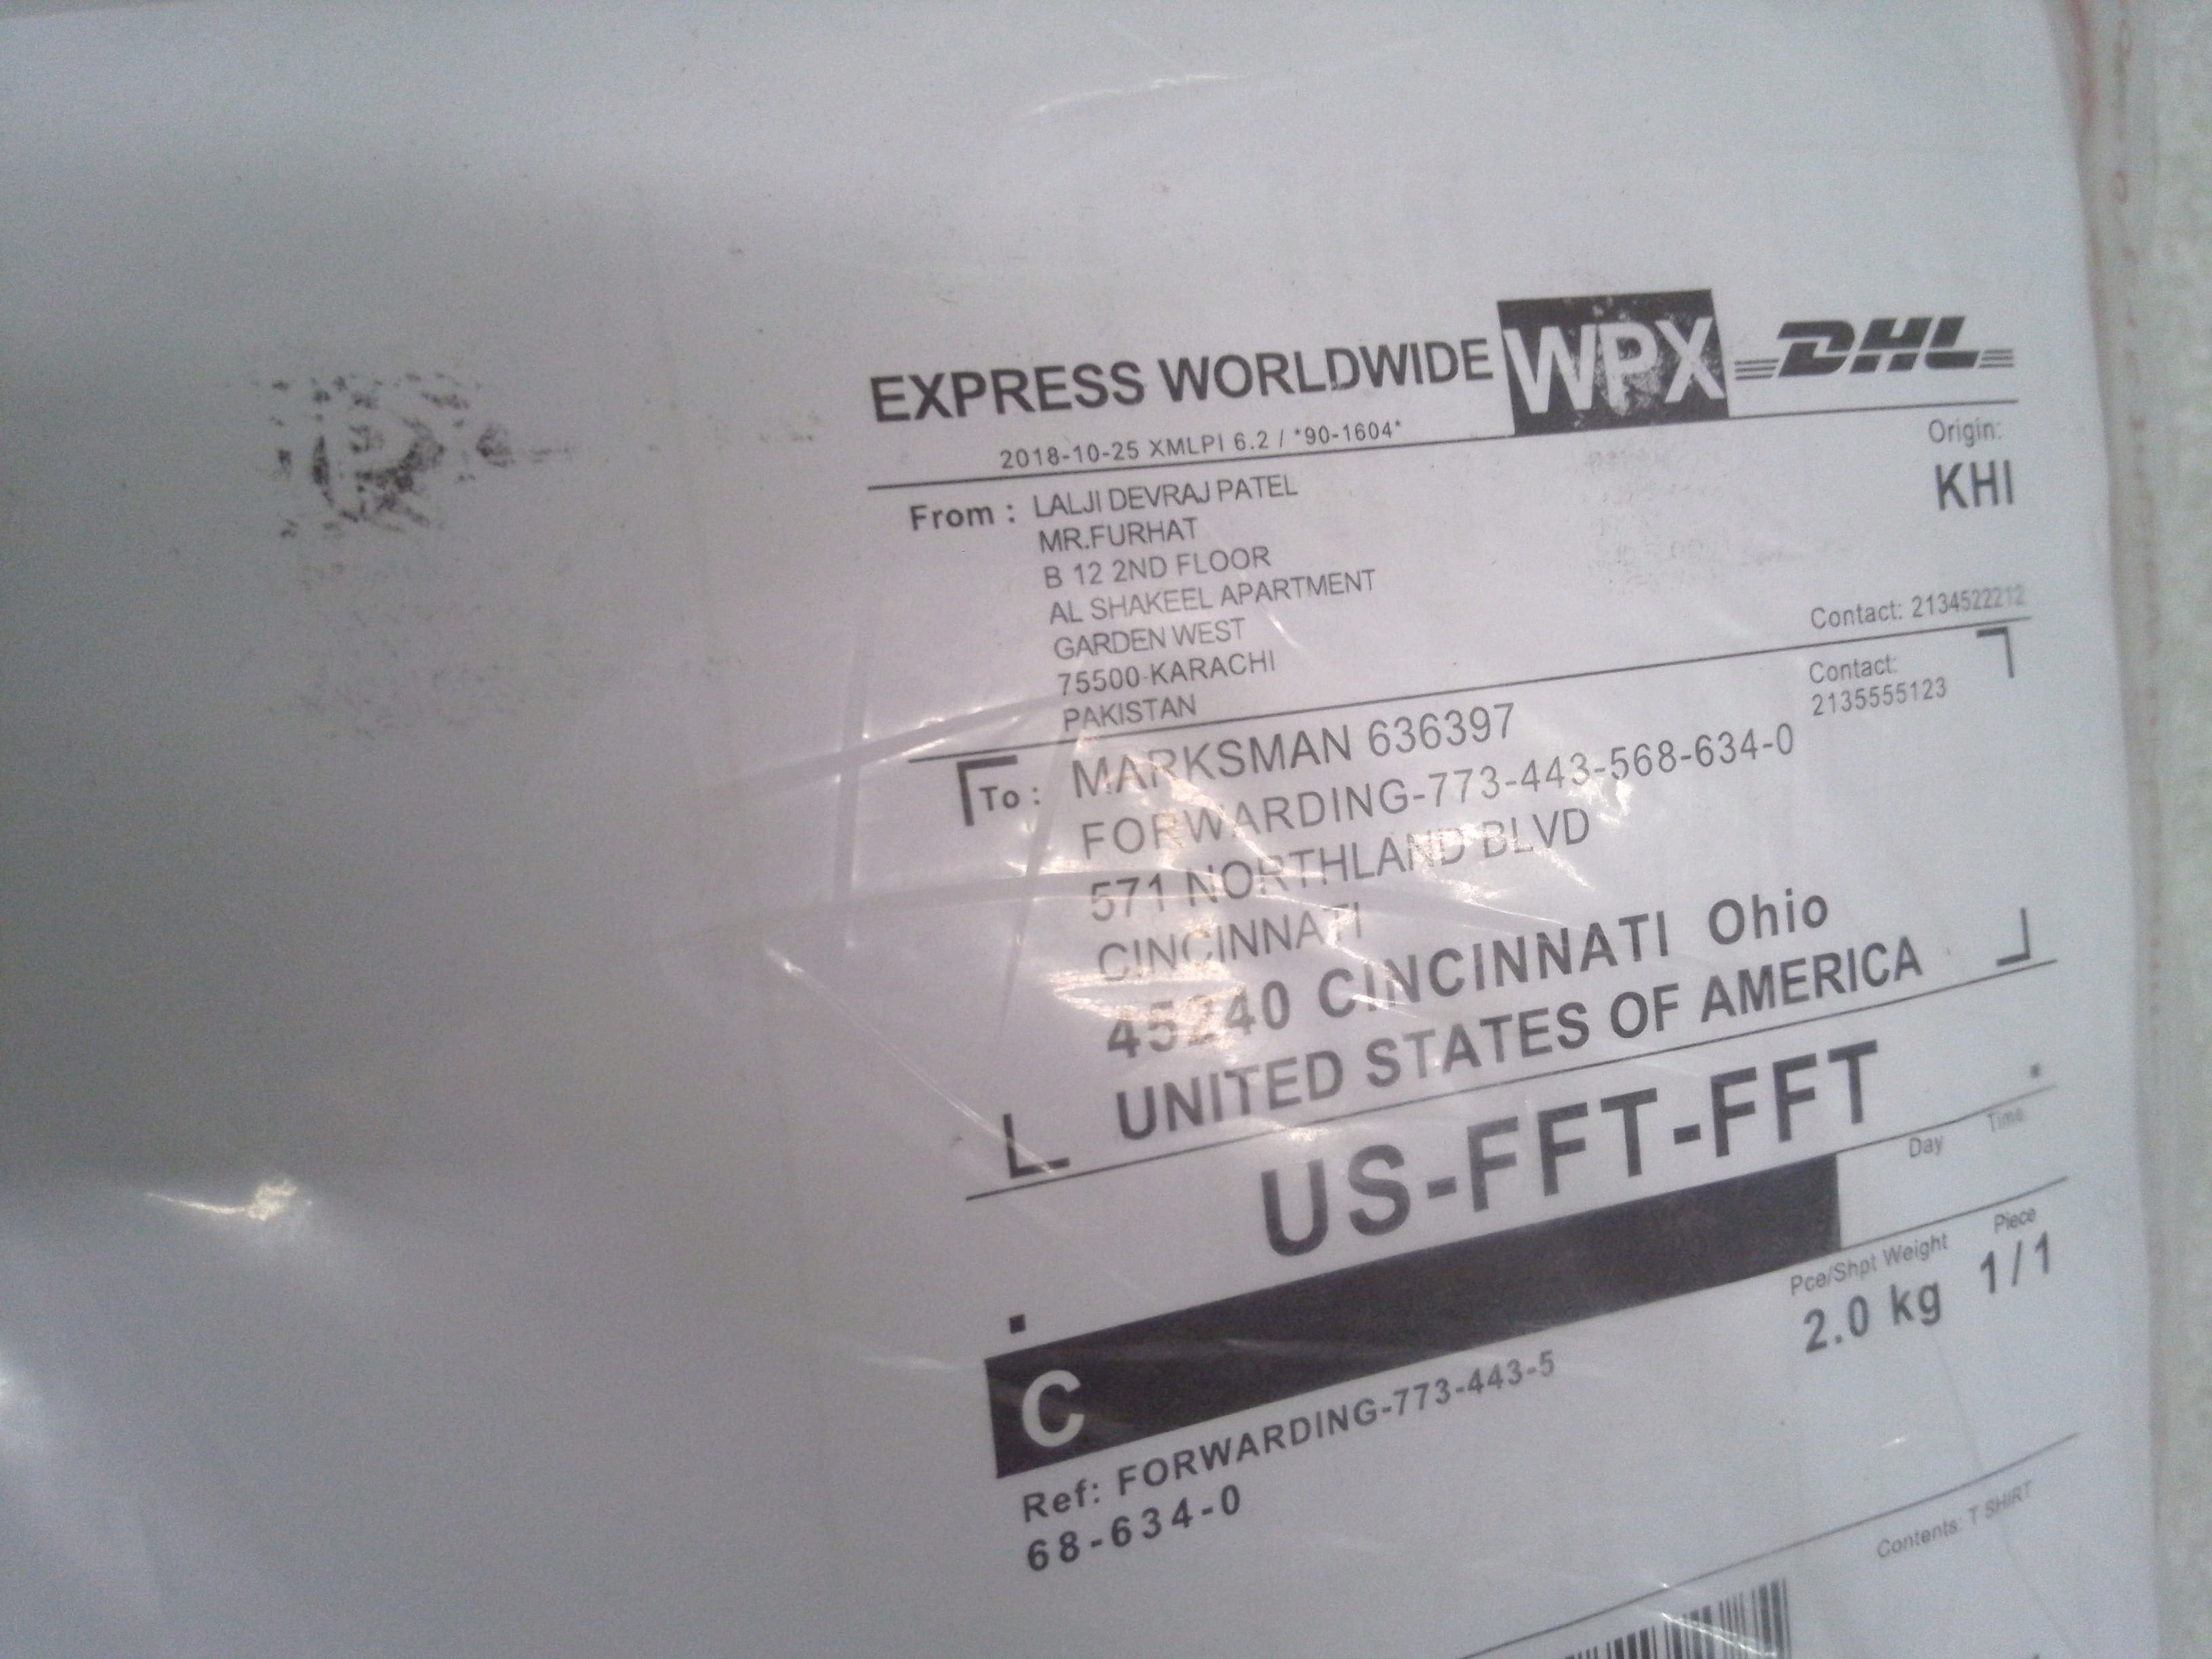 EXPRESS WORLDWIDE WPX DHL
2018-10-25 XMLPI 6.2 / *90-1604*
Origin:
KHI
From : LALJI DEVRAJ PATEL
MR.FURHAT
B 12 2ND FLOOR
AL SHAKEEL APARTMENT
GARDEN WEST
75500-KARACHI
PAKISTAN
Contact: 2134522212
To : MARKSMAN 636397
FORWARDING-773-443-568-634-0
571 NORTHLAND BLVD
CINCINNATI
45240 CINCINNATI Ohio
UNITED STATES OF AMERICA
Contact:
2135555123
US-FFT-FFT
Day Time
C
Ref: FORWARDING-773-443-5
68-634-0
Pce/Shpt Weight
2.0 kg
Piece
1/1
Contents: T SHIRT